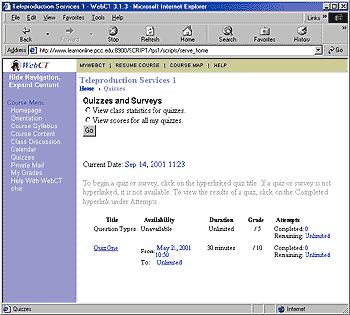 Teleproduction Services 1 - WebCT 3.1.3 - Microsoft Internet Explorer
File Edit View Favorites Tools Help
Links »
Back Forward Stop Refresh Home Search Favorites History
Address http://www.learnonline.pcc.edu:8900/SCRIPT/tps1/scripts/serve_home Go
WebCT MYWEBCT | RESUME COURSE | COURSE MAP | HELP
Hide Navigation,
Expand Content
Course Menu
Homepage
Orientation
Course Syllabus
Course Content
Class Discussion
Calendar
Quizzes
Private Mail
My Grades
Help With WebCT
chat
Teleproduction Services 1
Home › Quizzes
Quizzes and Surveys
View class statistics for quizzes.
View scores for all my quizzes.
Go
Current Date: Sep 14, 2001 11:23
To begin a quiz or survey, click on the hyperlinked quiz title. If a quiz or survey is not
hyperlinked, it is not available. To view the results of a quiz, click on the Completed
hyperlink under Attempts.
Title Availability Duration Grade Attempts
Question Types Unavailable Unlimited / 5 Completed: 0
Remaining: Unlimited
QuizOne From: May 21, 2001 10:50 30 minutes / 10 Completed: 0
To: Unlimited Remaining: Unlimited
Quizzes Internet